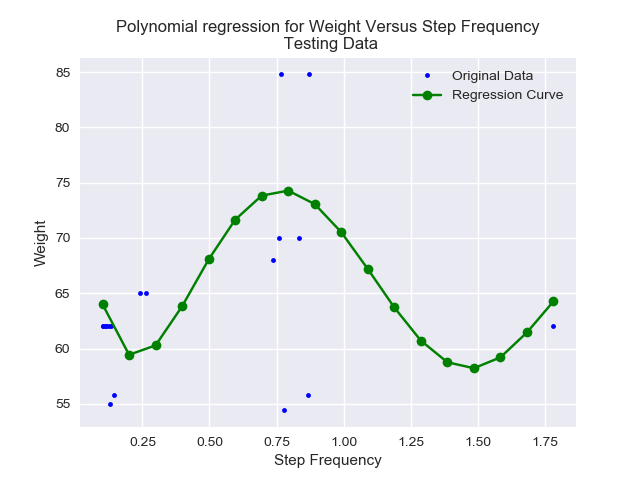 Polynomial regression for Weight Versus Step Frequency
Testing Data
Original Data
Regression Curve
Weight
85
80
75
70
65
60
55
0.25 0.50 0.75 1.00 1.25 1.50 1.75
Step Frequency